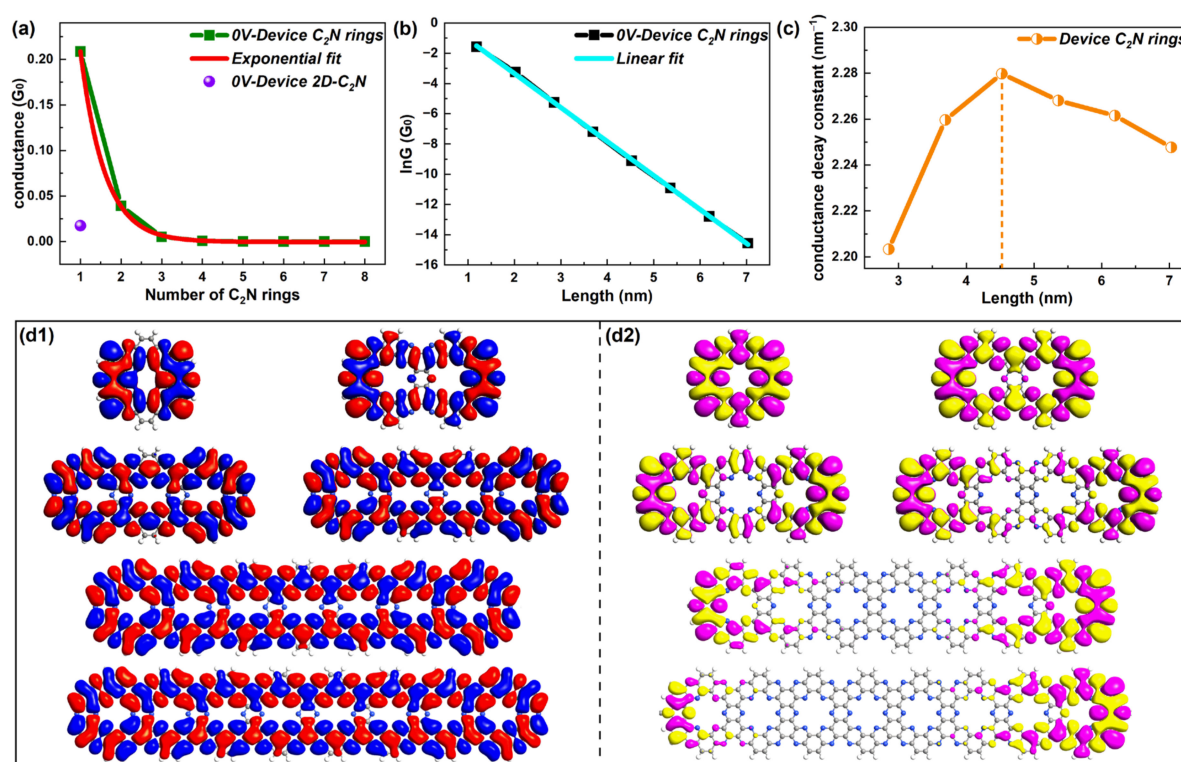 (a)
0V-Device C₂N rings
Exponential fit
0V-Device 2D-C₂N
conductance (G₀)
0.20
0.15
0.10
0.05
0.00
1 2 3 4 5 6 7 8
Number of C₂N rings
(b)
0V-Device C₂N rings
Linear fit
lnG (G₀)
0
−2
−4
−6
−8
−10
−12
−14
−16
0 1 2 3 4 5 6 7
Length (nm)
(c)
Device C₂N rings
conductance decay constant (nm⁻¹)
2.30
2.28
2.26
2.24
2.22
2.20
3 4 5 6 7
Length (nm)
(d1)
(d2)